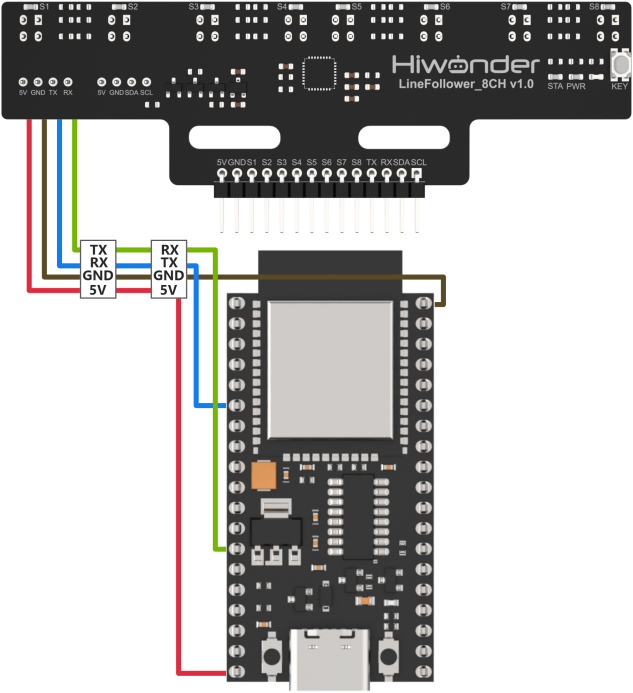 S1 S2 S3 S4 S5 S6 S7 S8
Hiwonder
LineFollower_8CH v1.0
STA PWR KEY
5V GND TX RX 5V GND SDA SCL
5V GND S1 S2 S3 S4 S5 S6 S7 S8 TX RX SDA SCL
TX RX
RX TX
GND GND
5V 5V